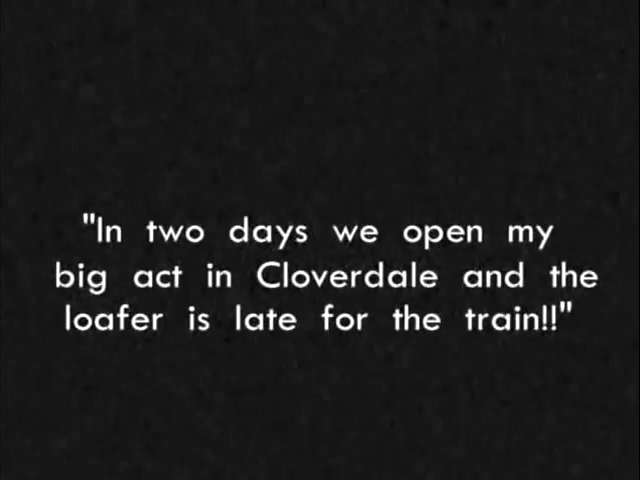 "In two days we open my
big act in Cloverdale and the
loafer is late for the train!!"